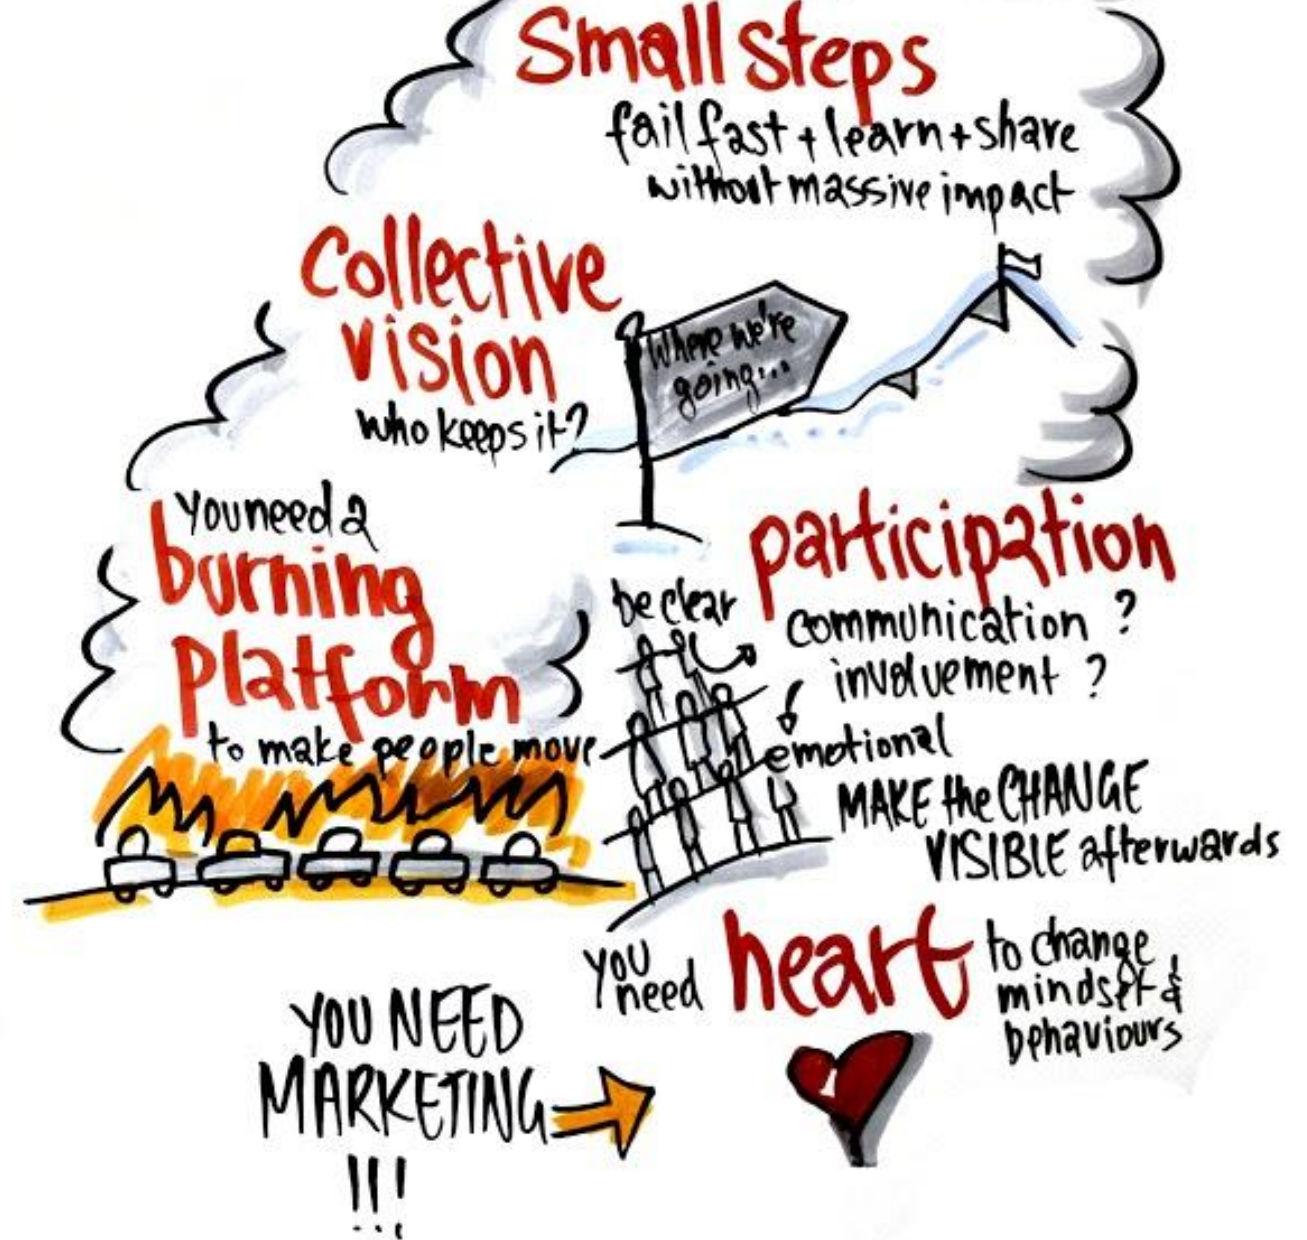 Small steps
fail fast + learn + share
without massive impact
Collective
vision
who keeps it?
Where we're
going...
you need a
burning
platform
to make people move
participation
be clear
communication ?
involvement ?
emotional
MAKE the CHANGE
VISIBLE afterwards
you
need
heart
to change
mindset &
behaviours
YOU NEED
MARKETING
!!!